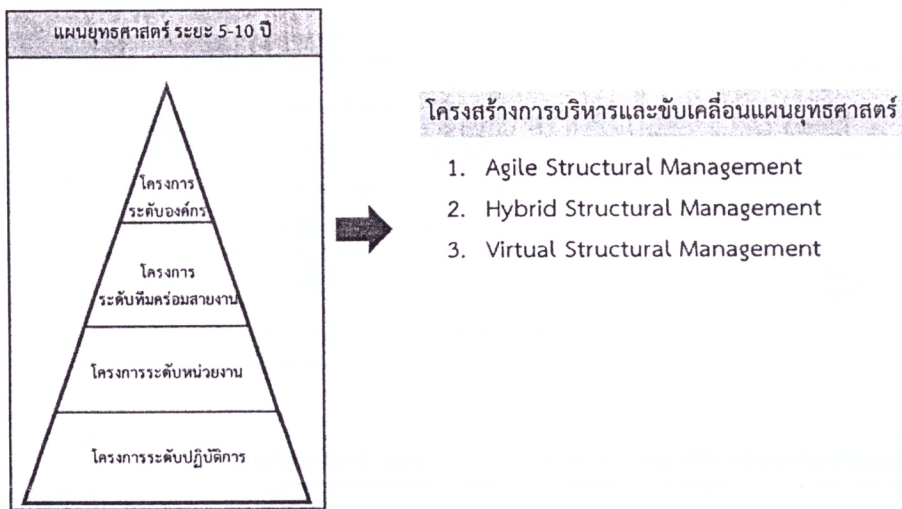 แผนยุทธศาสตร์ ระยะ 5-10 ปี
โครงการ
ระดับองค์กร
โครงการ
ระดับทีมคร่อมสายงาน
โครงการระดับหน่วยงาน
โครงการระดับปฏิบัติการ
โครงสร้างการบริหารและขับเคลื่อนแผนยุทธศาสตร์
1. Agile Structural Management
2. Hybrid Structural Management
3. Virtual Structural Management